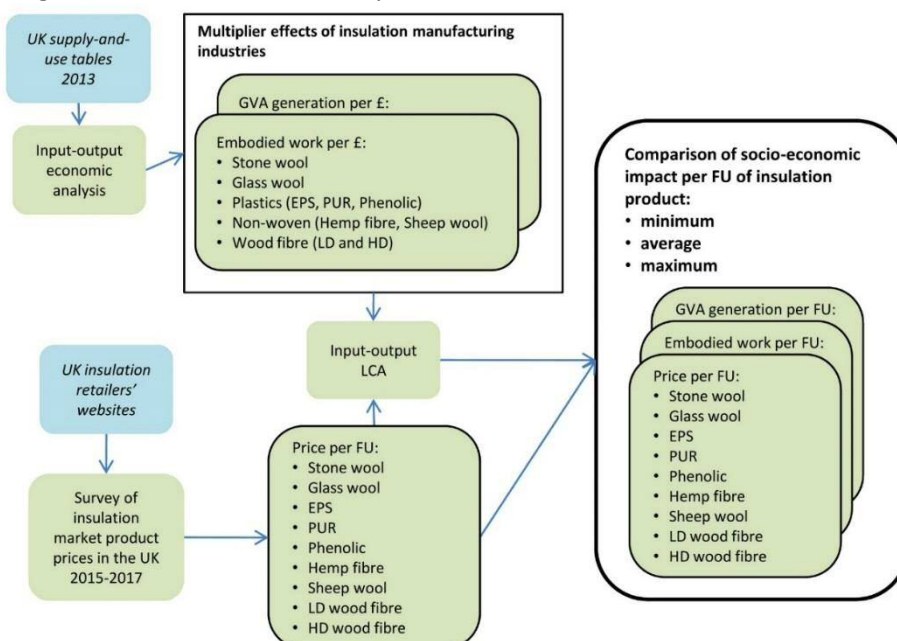 UK supply-and-
use tables
2013
Input-output
economic
analysis
Multiplier effects of insulation manufacturing
industries
GVA generation per £:
Embodied work per £:
• Stone wool
• Glass wool
• Plastics (EPS, PUR, Phenolic)
• Non-woven (Hemp fibre, Sheep wool)
• Wood fibre (LD and HD)
Input-output
LCA
UK insulation
retailers’
websites
Survey of
insulation
market product
prices in the UK
2015-2017
Price per FU:
• Stone wool
• Glass wool
• EPS
• PUR
• Phenolic
• Hemp fibre
• Sheep wool
• LD wood fibre
• HD wood fibre
Comparison of socio-economic
impact per FU of insulation
product:
• minimum
• average
• maximum
GVA generation per FU:
Embodied work per FU:
Price per FU:
• Stone wool
• Glass wool
• EPS
• PUR
• Phenolic
• Hemp fibre
• Sheep wool
• LD wood fibre
• HD wood fibre